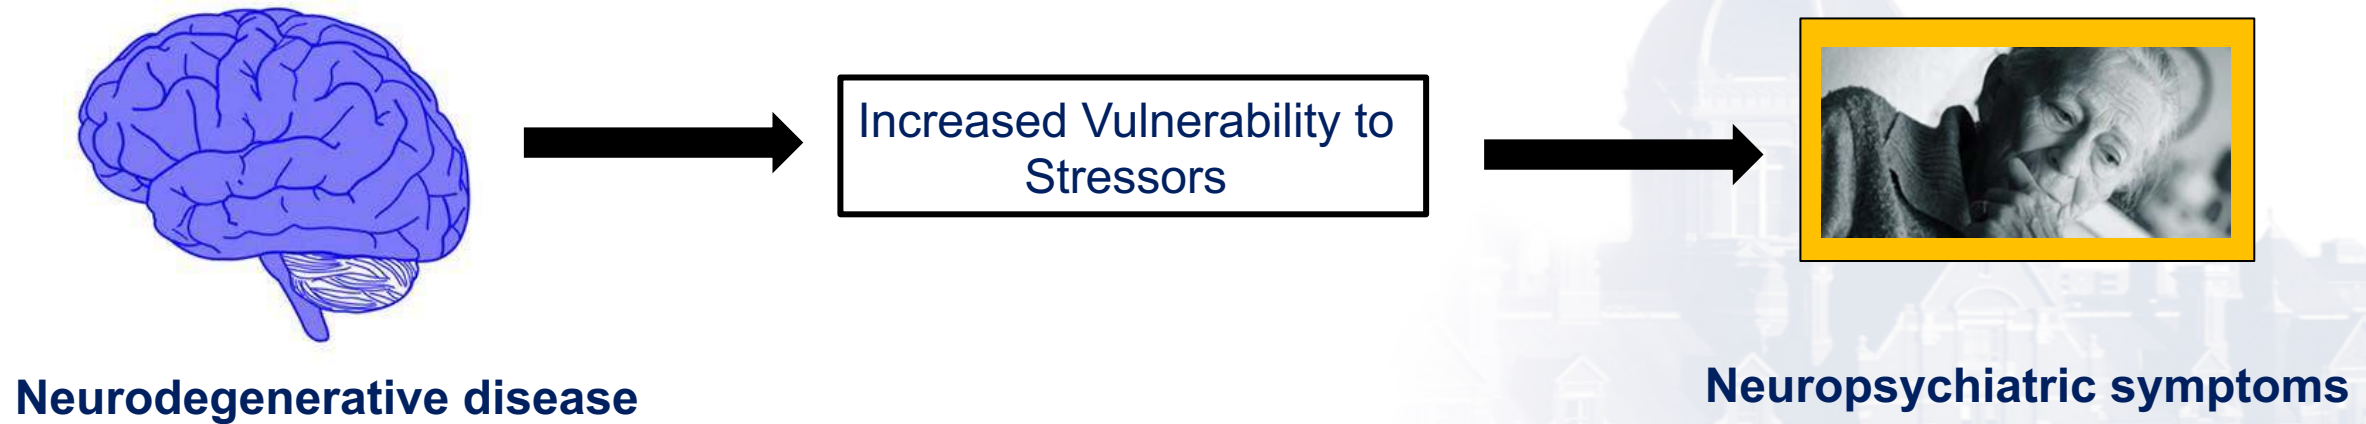 Increased Vulnerability to
Stressors
Neurodegenerative disease
Neuropsychiatric symptoms